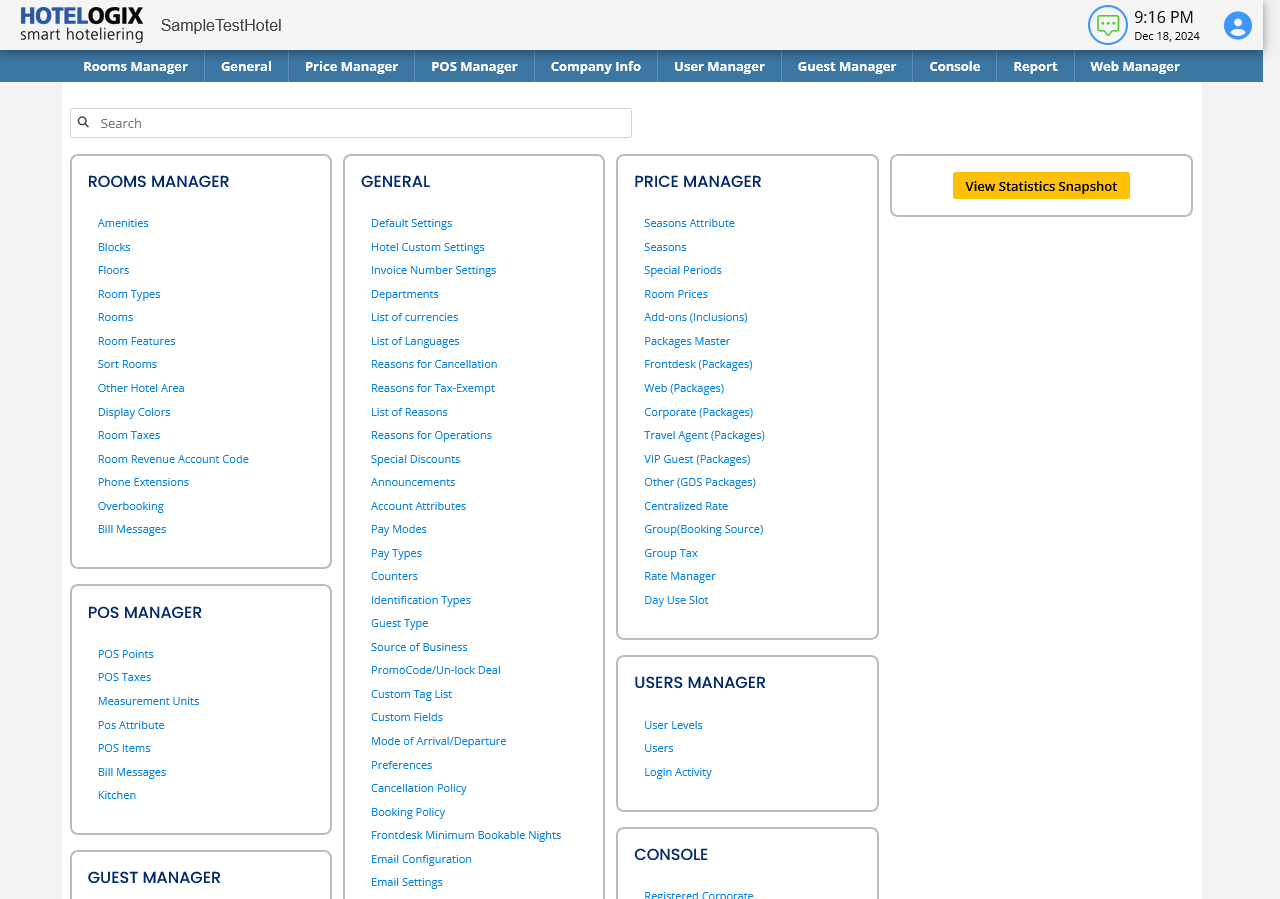 HOTELOGIX
smart hoteliering
SampleTestHotel
9:16 PM
Dec 18, 2024
Rooms Manager
General
Price Manager
POS Manager
Company Info
User Manager
Guest Manager
Console
Report
Web Manager
Search
ROOMS MANAGER
Amenities
Blocks
Floors
Room Types
Rooms
Room Features
Sort Rooms
Other Hotel Area
Display Colors
Room Taxes
Room Revenue Account Code
Phone Extensions
Overbooking
Bill Messages
POS MANAGER
POS Points
POS Taxes
Measurement Units
Pos Attribute
POS Items
Bill Messages
Kitchen
GUEST MANAGER
GENERAL
Default Settings
Hotel Custom Settings
Invoice Number Settings
Departments
List of currencies
List of Languages
Reasons for Cancellation
Reasons for Tax-Exempt
List of Reasons
Reasons for Operations
Special Discounts
Announcements
Account Attributes
Pay Modes
Pay Types
Counters
Identification Types
Guest Type
Source of Business
PromoCode/Un-lock Deal
Custom Tag List
Custom Fields
Mode of Arrival/Departure
Preferences
Cancellation Policy
Booking Policy
Frontdesk Minimum Bookable Nights
Email Configuration
Email Settings
PRICE MANAGER
Seasons Attribute
Seasons
Special Periods
Room Prices
Add-ons (Inclusions)
Packages Master
Frontdesk (Packages)
Web (Packages)
Corporate (Packages)
Travel Agent (Packages)
VIP Guest (Packages)
Other (GDS Packages)
Centralized Rate
Group(Booking Source)
Group Tax
Rate Manager
Day Use Slot
USERS MANAGER
User Levels
Users
Login Activity
CONSOLE
Registered Corporate
View Statistics Snapshot